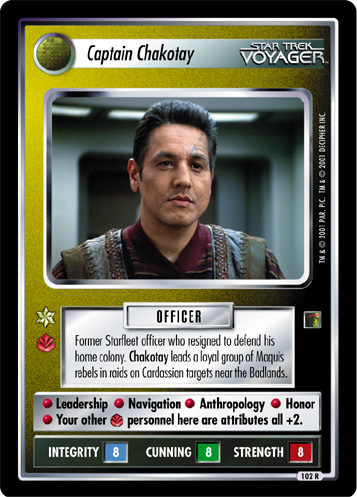 Captain Chakotay
STAR TREK
VOYAGER™
TM & © 2001 PAR. PIC. TM & © 2001 DECIPHER INC.
OFFICER
Former Starfleet officer who resigned to defend his
home colony. Chakotay leads a loyal group of Maquis
rebels in raids on Cardassian targets near the Badlands.
● Leadership ● Navigation ● Anthropology ● Honor
● Your other personnel here are attributes all +2.
INTEGRITY 8 CUNNING 8 STRENGTH 8
102 R